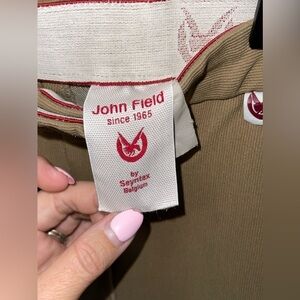 John Field
since 1965
by
Seyntex
Belgium